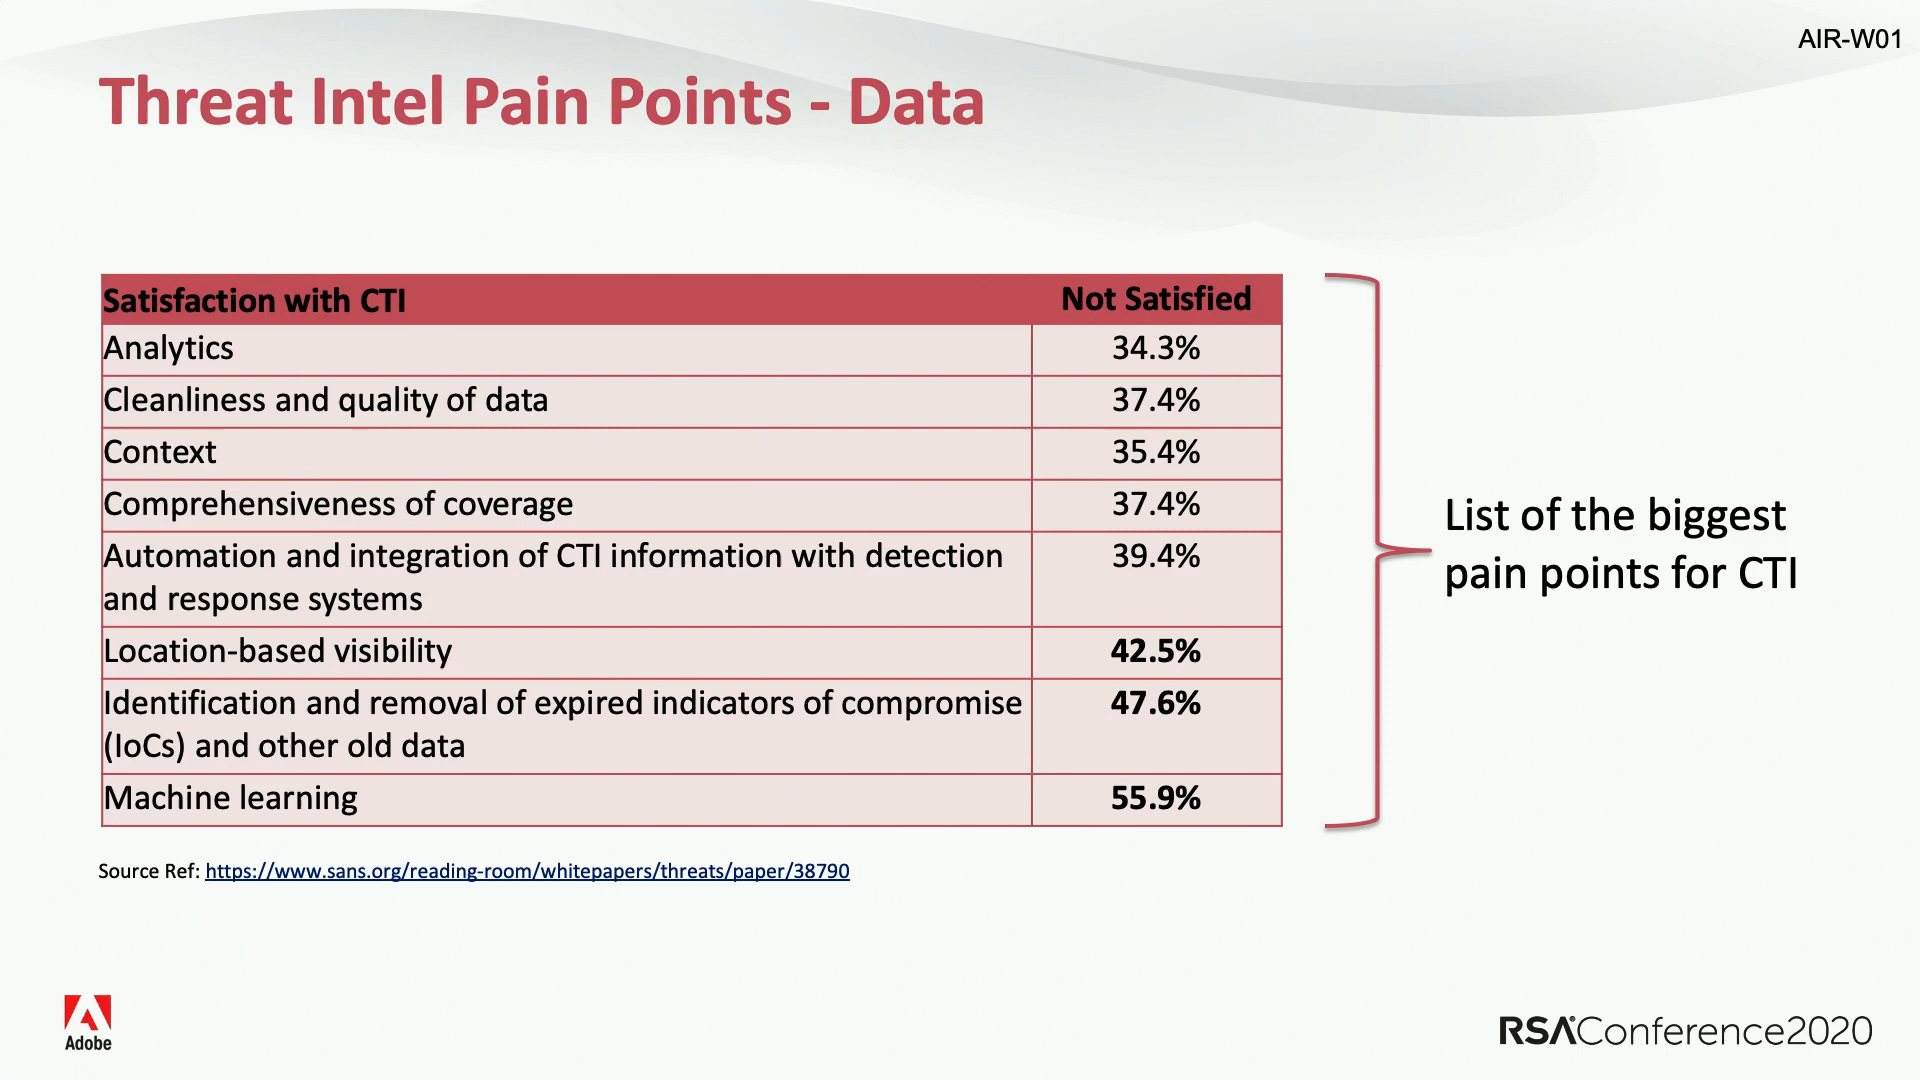 AIR-W01
Threat Intel Pain Points - Data
Satisfaction with CTI Not Satisfied
Analytics 34.3%
Cleanliness and quality of data 37.4%
Context 35.4%
Comprehensiveness of coverage 37.4%
Automation and integration of CTI information with detection 39.4%
and response systems
Location-based visibility 42.5%
Identification and removal of expired indicators of compromise 47.6%
(IoCs) and other old data
Machine learning 55.9%
List of the biggest
pain points for CTI
Source Ref: https://www.sans.org/reading-room/whitepapers/threats/paper/38790
Adobe
RSA®Conference2020